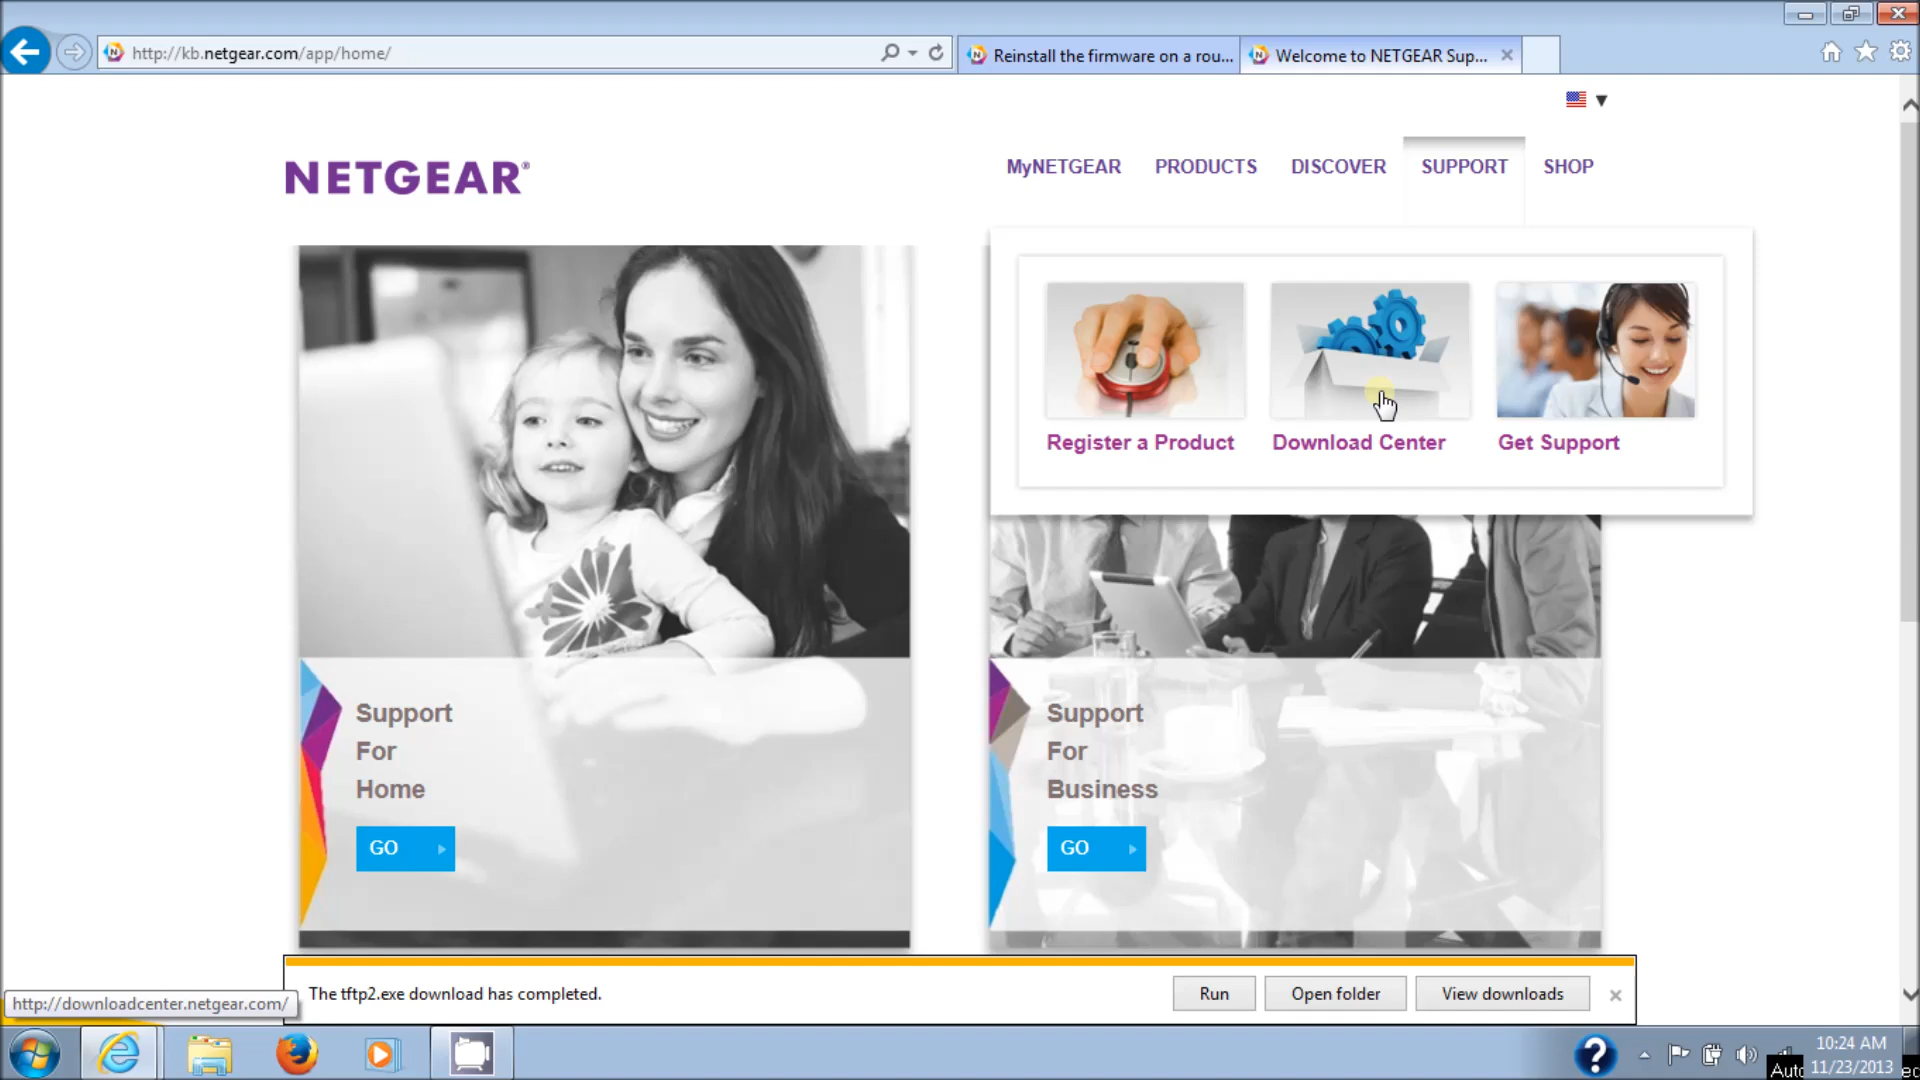 http://kb.netgear.com/app/home/
Reinstall the firmware on a rou...
Welcome to NETGEAR Sup...
NETGEAR®
MyNETGEAR
PRODUCTS
DISCOVER
SUPPORT
SHOP
Register a Product
Download Center
Get Support
Support
For
Home
GO
Support
For
Business
GO
The tftp2.exe download has completed.
Run
Open folder
View downloads
http://downloadcenter.netgear.com/
10:24 AM
11/23/2013